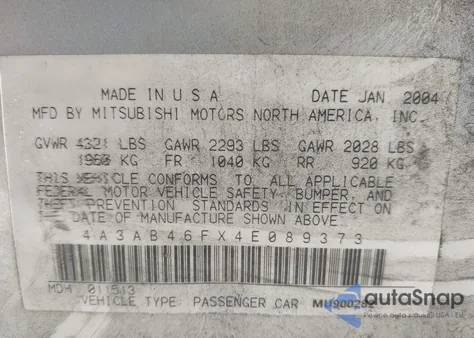 MADE IN U.S.A DATE JAN 2004
MFD BY MITSUBISHI MOTORS NORTH AMERICA, INC.
GVWR 4321 LBS GAWR 2293 LBS GAWR 2028 LBS
1960 KG FR 1040 KG RR 920 KG
THIS VEHICLE CONFORMS TO ALL APPLICABLE
FEDERAL MOTOR VEHICLE SAFETY, BUMPER, AND
THEFT PREVENTION STANDARDS IN EFFECT ON
THE DATE OF MANUFACTURE SHOWN ABOVE.
4A3AB46FX4E089373
MDH 011513
VEHICLE TYPE: PASSENGER CAR MU900282
autoSnap